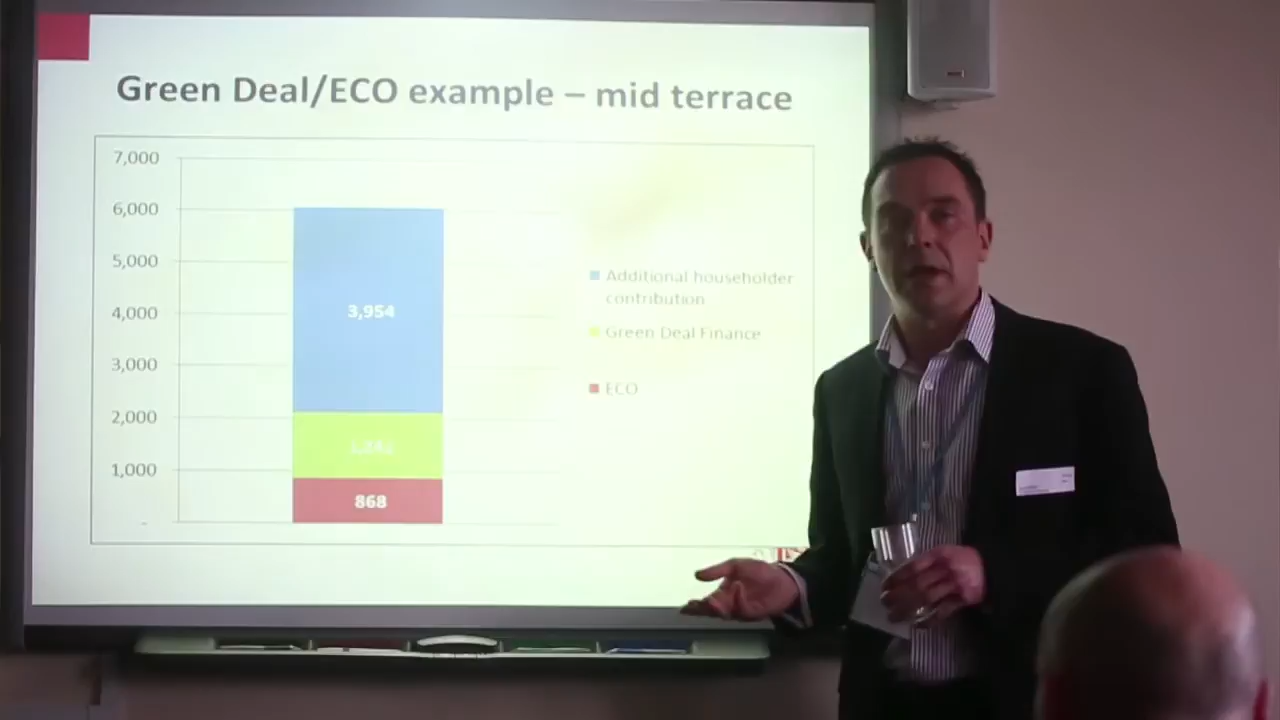 Green Deal/ECO example – mid terrace
7,000
6,000
5,000
4,000
3,000
2,000
1,000
-
3,954
868
Additional householder
contribution
Green Deal Finance
ECO